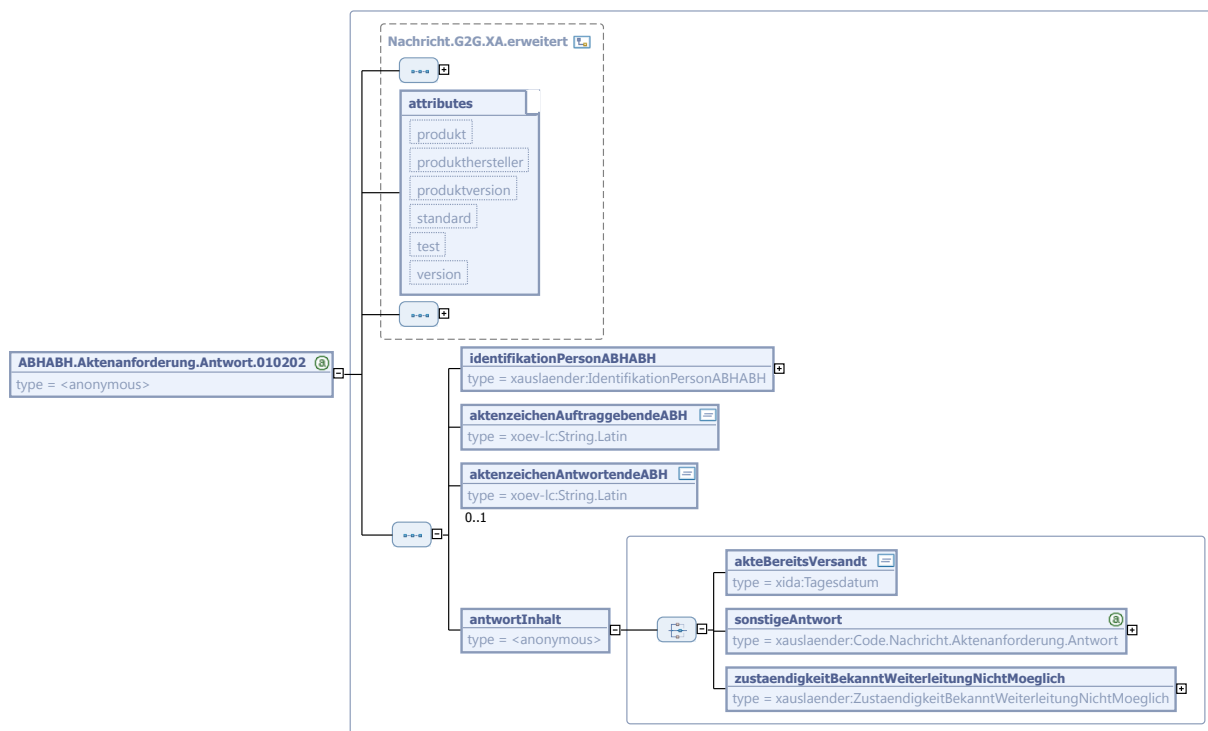 Nachricht.G2G.XA.erweitert
attributes
produkt
produkthersteller
produktversion
standard
test
version
ABHABH.Aktenanforderung.Antwort.010202
type = <anonymous>
identifikationPersonABHABH
type = xauslaender:IdentifikationPersonABHABH
aktenzeichenAuftraggebendeABH
type = xoev-lc:String.Latin
aktenzeichenAntwortendeABH
type = xoev-lc:String.Latin
0..1
antwortInhalt
type = <anonymous>
akteBereitsVersandt
type = xida:Tagesdatum
sonstigeAntwort
type = xauslaender:Code.Nachricht.Aktenanforderung.Antwort
zustaendigkeitBekanntWeiterleitungNichtMoeglich
type = xauslaender:ZustaendigkeitBekanntWeiterleitungNichtMoeglich